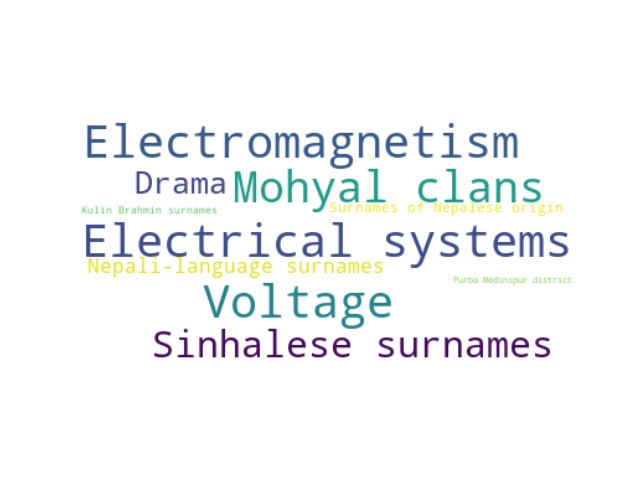 Electromagnetism
Drama Mohyal clans
Kulin Brahmin surnames Surnames of Nepalese origin
Electrical systems
Nepali-language surnames
Purba Medinipur district
Voltage
Sinhalese surnames